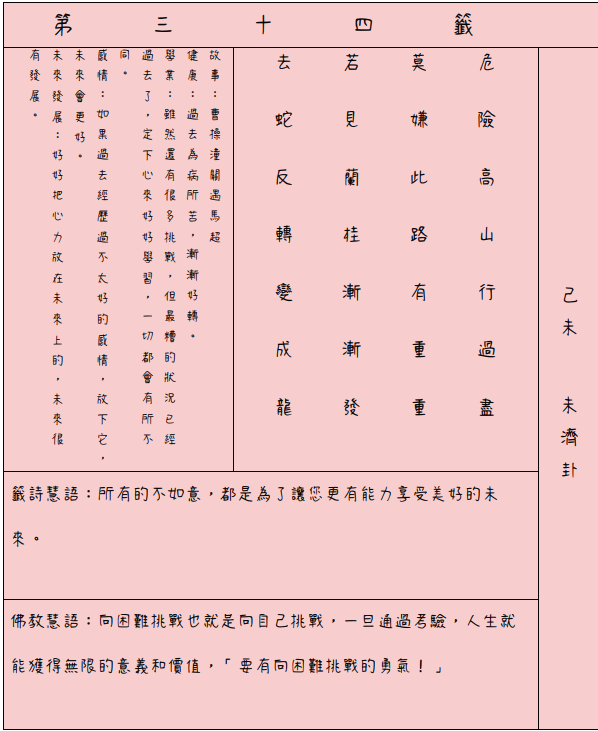 第三十四籤
己未 未濟卦
危險高山行過盡
莫嫌此路有重重
若見蘭桂漸漸發
去蛇反轉變成龍
故事：曹操潼關遇馬超
健康：過去為病所苦，漸漸好轉。
學業：雖然還有很多挑戰，但最糟的狀況已經
過去了，定下心來好好學習，一切都會有所不
同。
感情：如果過去經歷過不太好的感情，放下它，
未來會更好。
未來發展：好好把心力放在未來上的，未來很
有發展。
籤詩慧語：所有的不如意，都是為了讓您更有能力享受美好的未
來。
佛教慧語：向困難挑戰也就是向自己挑戰，一旦通過考驗，人生就
能獲得無限的意義和價值，「要有向困難挑戰的勇氣！」